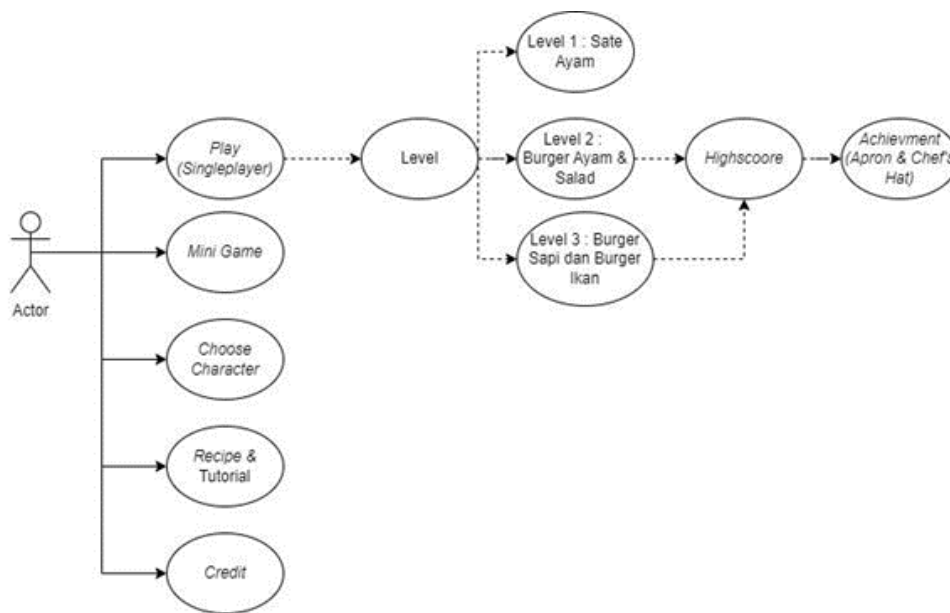 Level 1 : Sate
Ayam
Play
(Singleplayer)
Level
Level 2 :
Burger Ayam &
Salad
Highscoore
Achievment
(Apron & Chef's
Hat)
Mini Game
Level 3 : Burger
Sapi dan Burger
Ikan
Actor
Choose
Character
Recipe &
Tutorial
Credit